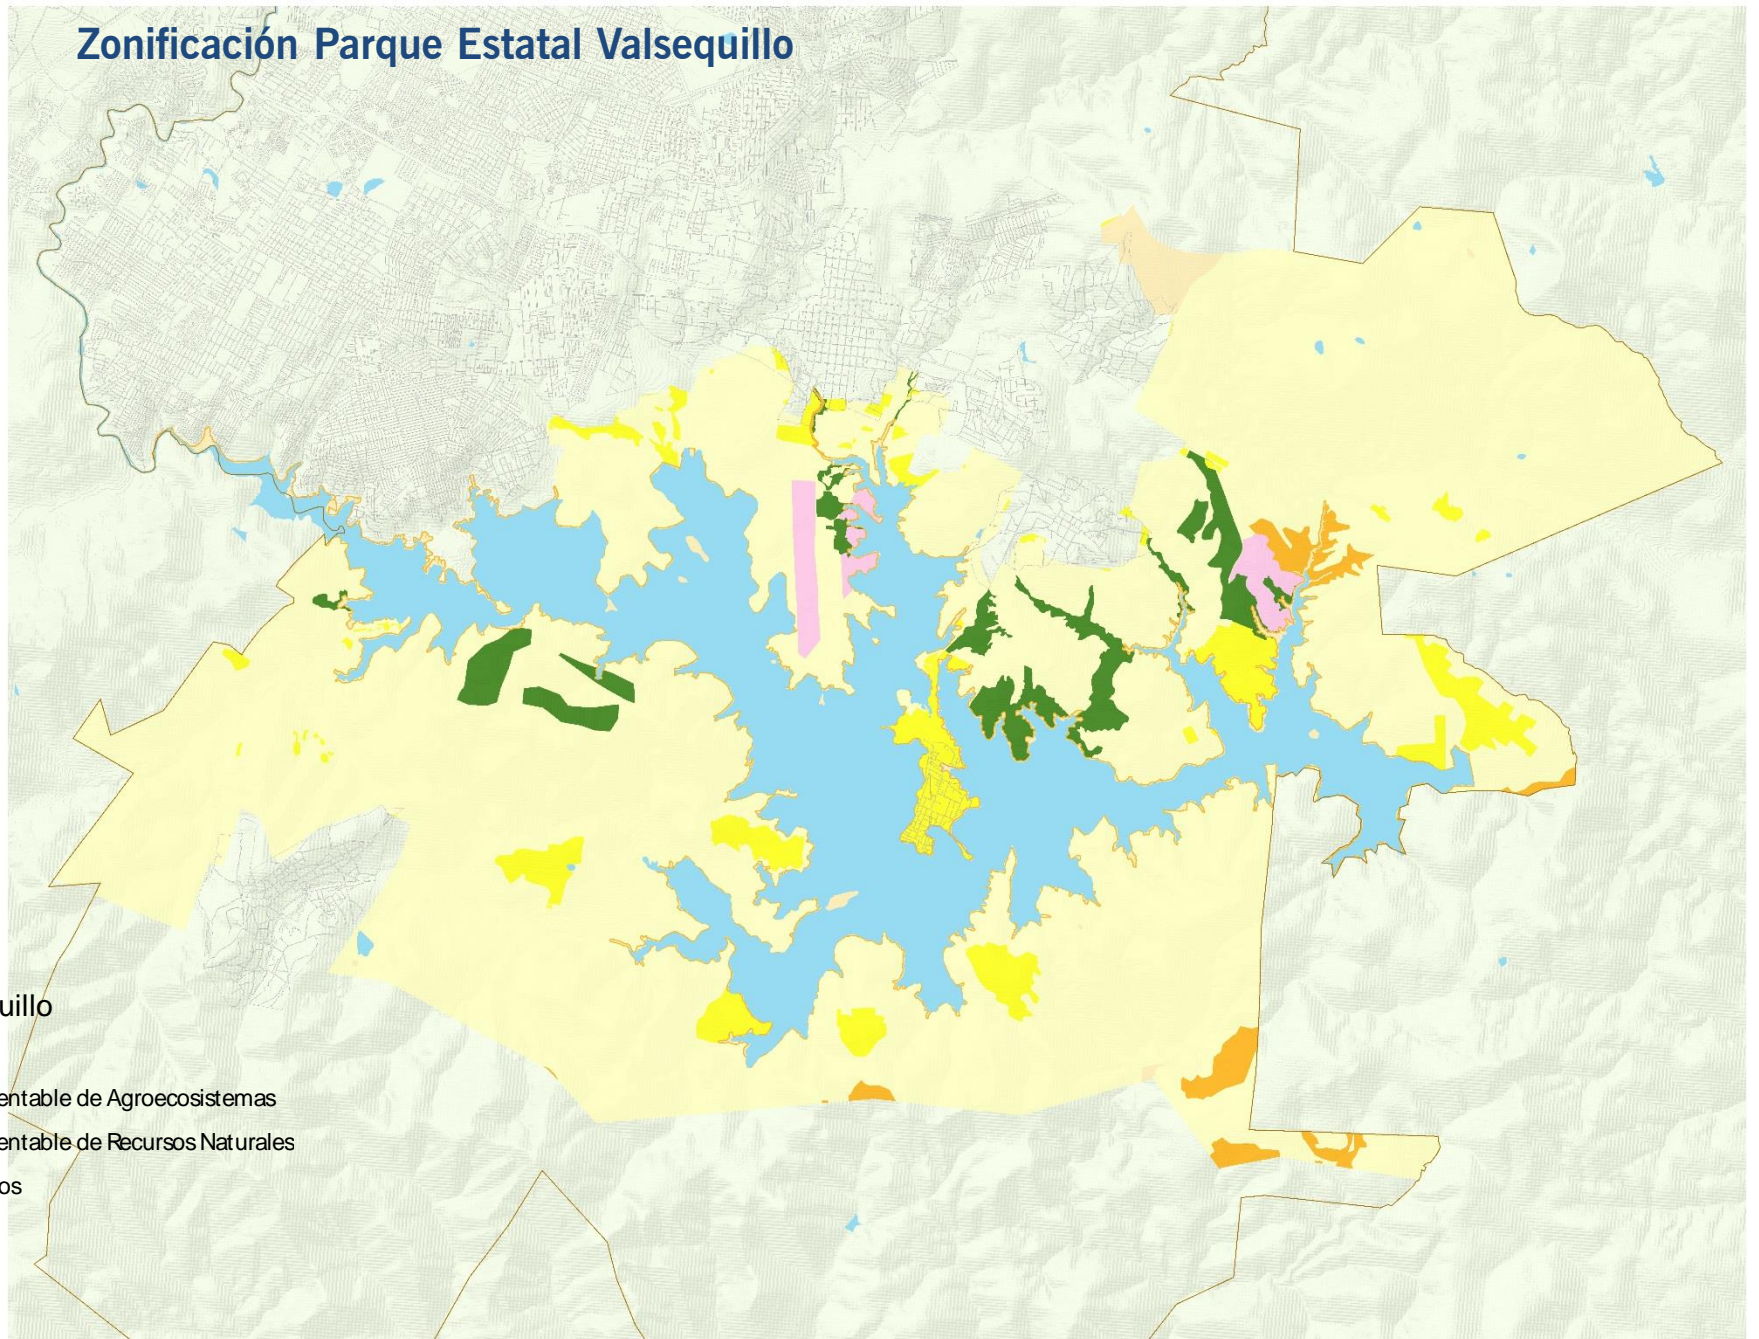 Zonificación Parque Estatal Valsequillo
uillo
entable de Agroecosistemas
entable de Recursos Naturales
os